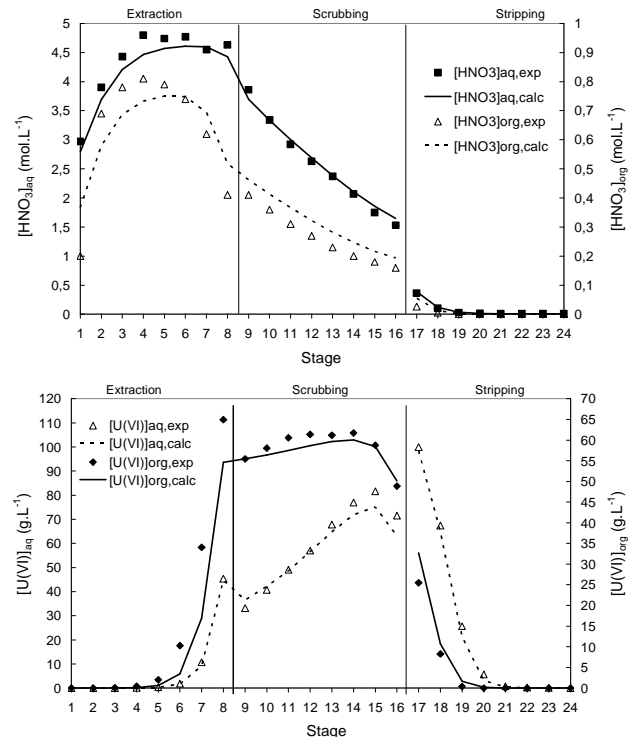 Extraction Scrubbing Stripping
5 1
4,5 0,9
4 0,8
3,5 0,7
3 0,6
2,5 0,5
2 0,4
1,5 0,3
1 0,2
0,5 0,1
0 0
[HNO3]aq,exp
[HNO3]aq,calc
[HNO3]org,exp
[HNO3]org,calc
[HNO3]aq (mol.L-1)
[HNO3]org (mol.L-1)
1 2 3 4 5 6 7 8 9 10 11 12 13 14 15 16 17 18 19 20 21 22 23 24
Stage
Extraction Scrubbing Stripping
120 70
110 65
100 60
90 55
80 50
70 45
60 40
50 35
40 30
30 25
20 20
10 15
0 10
5
0
[U(VI)]aq,exp
[U(VI)]aq,calc
[U(VI)]org,exp
[U(VI)]org,calc
[U(VI)]aq (g.L-1)
[U(VI)]org (g.L-1)
1 2 3 4 5 6 7 8 9 10 11 12 13 14 15 16 17 18 19 20 21 22 23 24
Stage